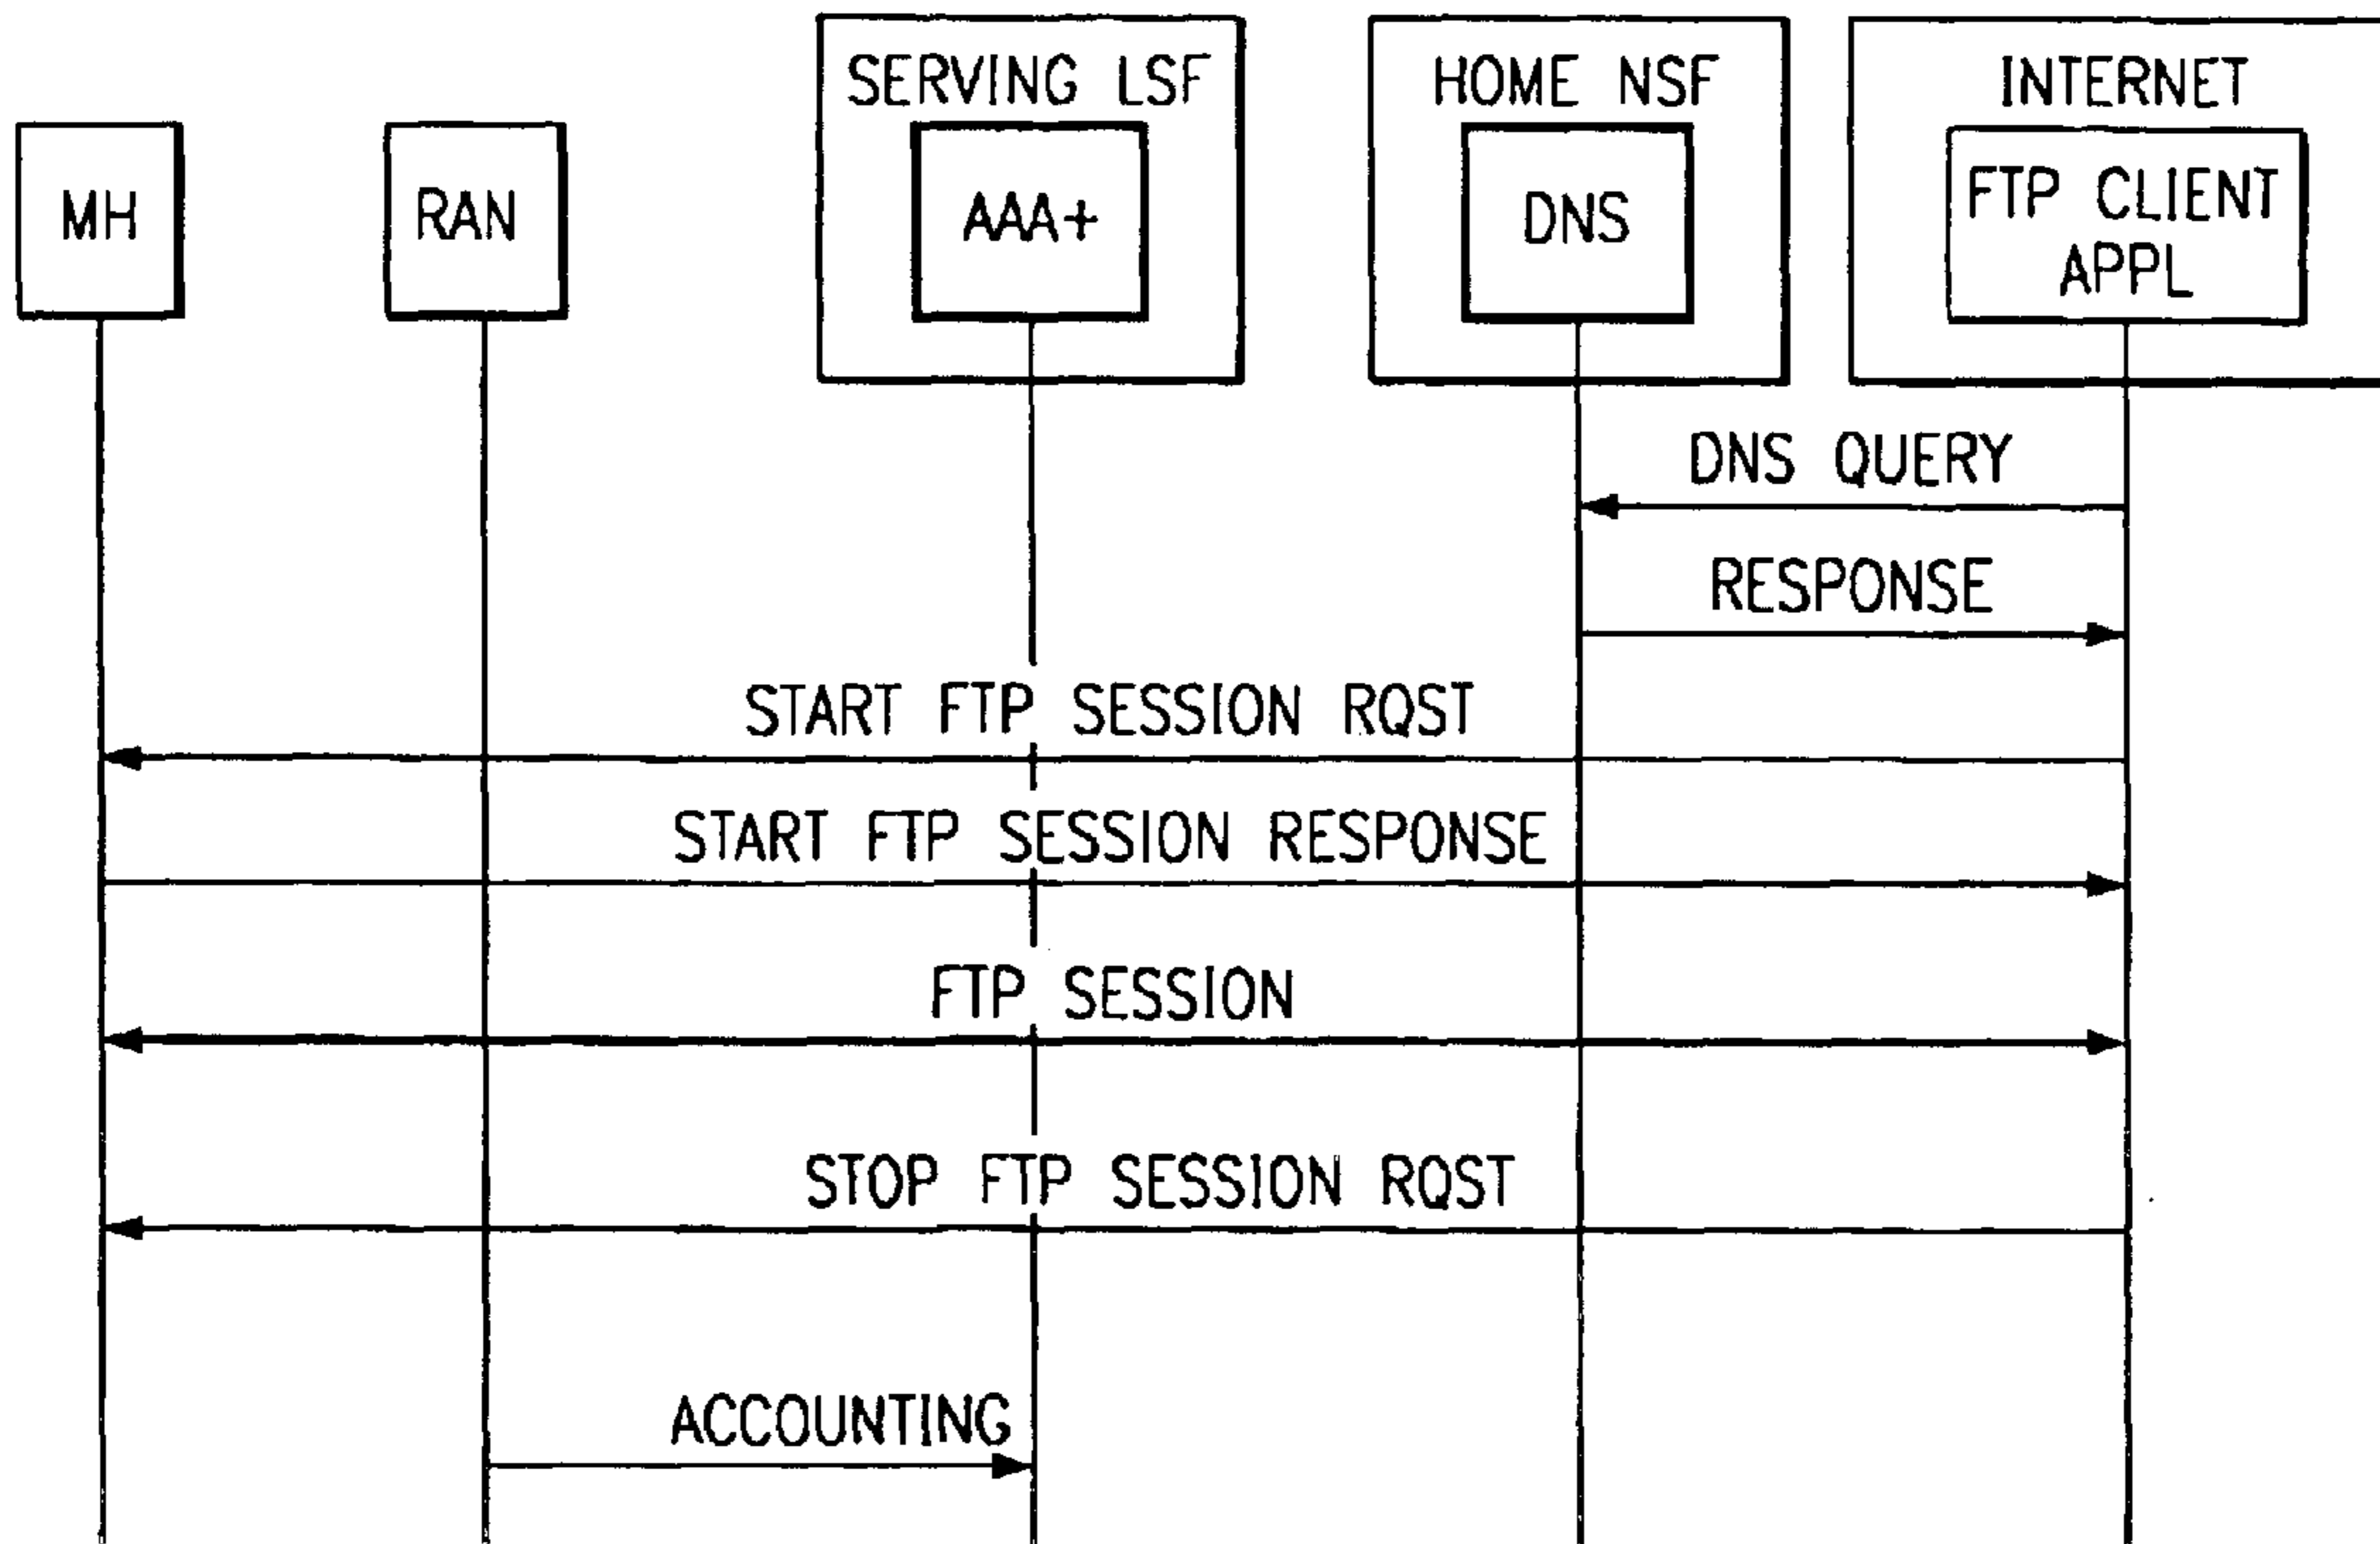 SERVING LSF
HOME NSF
INTERNET
MH
RAN
AAA+
DNS
FTP CLIENT
APPL
DNS QUERY
RESPONSE
START FTP SESSION RQST
START FTP SESSION RESPONSE
FTP SESSION
STOP FTP SESSION RQST
ACCOUNTING